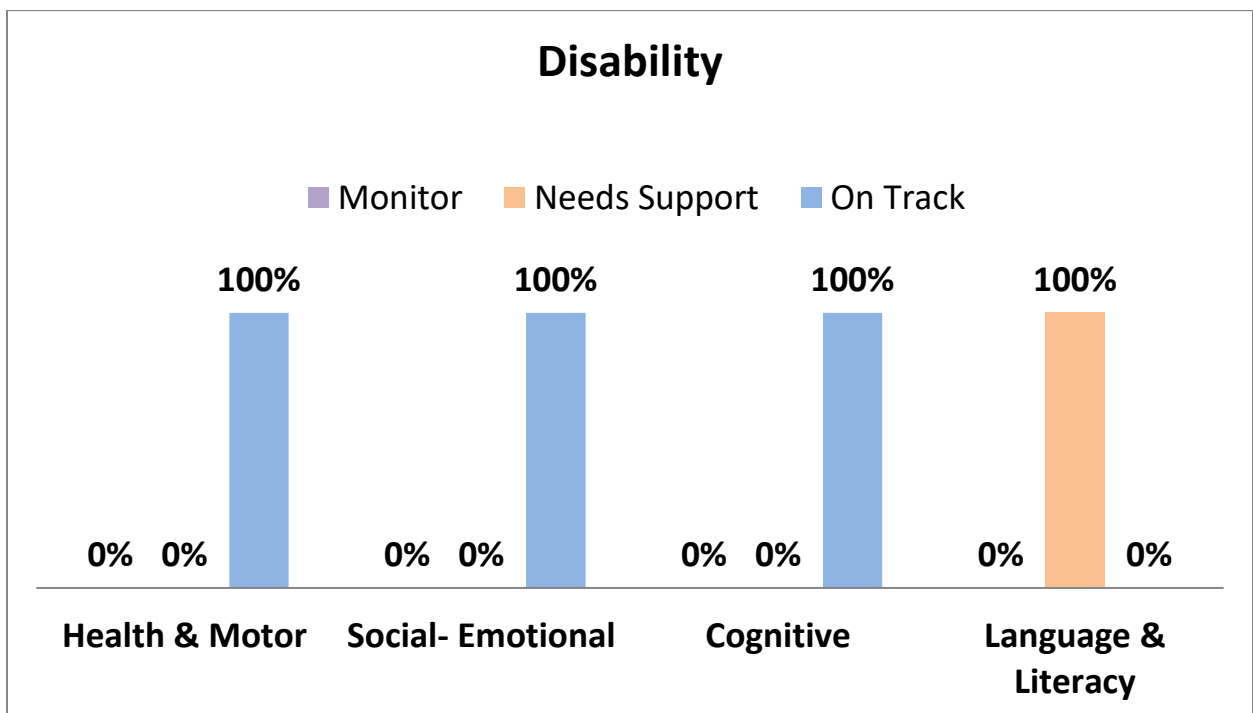 Disability
Monitor Needs Support On Track
100% 100% 100% 100%
0% 0% 0% 0% 0% 0% 0% 0%
Health & Motor Social- Emotional Cognitive Language &
Literacy